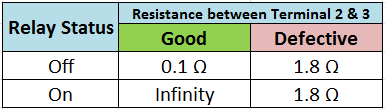 Relay Status
Resistance between Terminal 2 & 3
Good
Defective
Off
0.1 Ω
1.8 Ω
On
Infinity
1.8 Ω